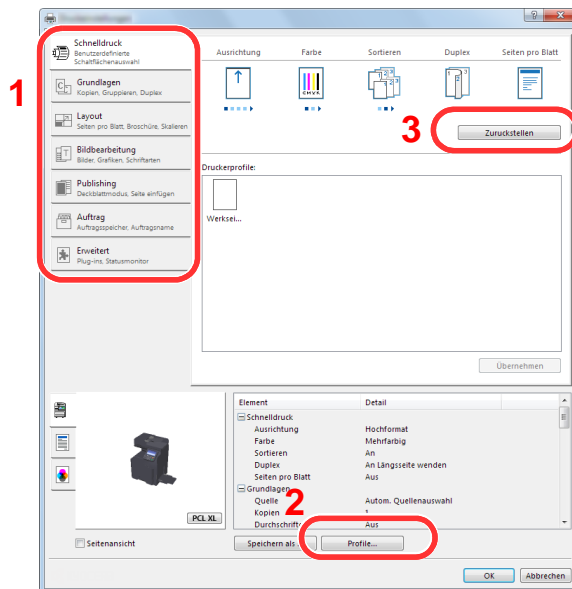 Schnelldruck
Benutzerdefinierte
Schaltflächenauswahl
Grundlagen
Kopien, Gruppieren, Duplex
Layout
Seiten pro Blatt, Broschüre, Skalieren
Bildbearbeitung
Bilder, Grafiken, Schriftarten
Publishing
Deckblattmodus, Seite einfügen
Auftrag
Auftragsspeicher, Auftragsname
Erweitert
Plug-ins, Statusmonitor
1
Ausrichtung Farbe Sortieren Duplex Seiten pro Blatt
CMYK
3
Zuruckstellen
Druckerprofile:
Werksei...
Übernehmen
PCL XL
Seitenansicht
Element Detail
Schnelldruck
Ausrichtung Hochformat
Farbe Mehrfarbig
Sortieren An
Duplex An Längsseite wenden
Seiten pro Blatt Aus
Grundlagen
Quelle Autom. Quellenauswahl
Kopien 1
Durchschrift Aus
2
Speichern als Profile...
OK Abbrechen